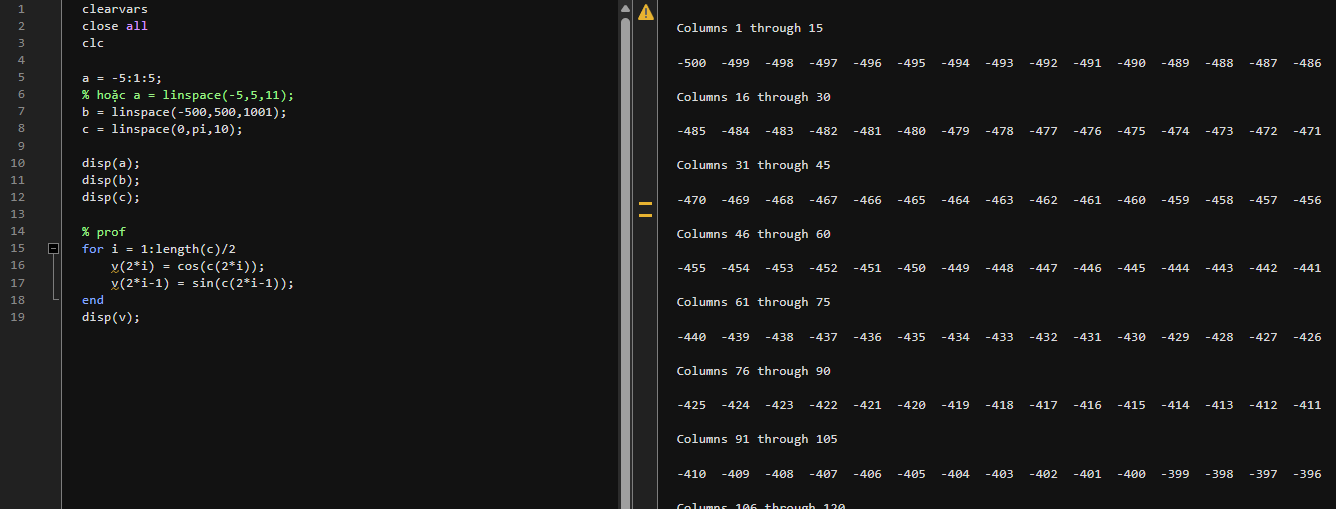 1 clearvars
2 close all
3 clc
4
5 a = -5:1:5;
6 % hoặc a = linspace(-5,5,11);
7 b = linspace(-500,500,1001);
8 c = linspace(0,pi,10);
9
10 disp(a);
11 disp(b);
12 disp(c);
13
14 % prof
15 for i = 1:length(c)/2
16 v(2*i) = cos(c(2*i));
17 v(2*i-1) = sin(c(2*i-1));
18 end
19 disp(v);
Columns 1 through 15
-500 -499 -498 -497 -496 -495 -494 -493 -492 -491 -490 -489 -488 -487 -486
Columns 16 through 30
-485 -484 -483 -482 -481 -480 -479 -478 -477 -476 -475 -474 -473 -472 -471
Columns 31 through 45
-470 -469 -468 -467 -466 -465 -464 -463 -462 -461 -460 -459 -458 -457 -456
Columns 46 through 60
-455 -454 -453 -452 -451 -450 -449 -448 -447 -446 -445 -444 -443 -442 -441
Columns 61 through 75
-440 -439 -438 -437 -436 -435 -434 -433 -432 -431 -430 -429 -428 -427 -426
Columns 76 through 90
-425 -424 -423 -422 -421 -420 -419 -418 -417 -416 -415 -414 -413 -412 -411
Columns 91 through 105
-410 -409 -408 -407 -406 -405 -404 -403 -402 -401 -400 -399 -398 -397 -396
Columns 106 through 120